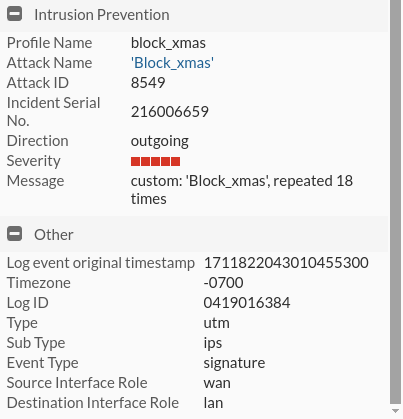 Intrusion Prevention
Profile Name block_xmas
Attack Name 'Block_xmas'
Attack ID 8549
Incident Serial No. 216006659
Direction outgoing
Severity
Message custom: 'Block_xmas', repeated 18 times
Other
Log event original timestamp 1711822043010455300
Timezone -0700
Log ID 0419016384
Type utm
Sub Type ips
Event Type signature
Source Interface Role wan
Destination Interface Role lan